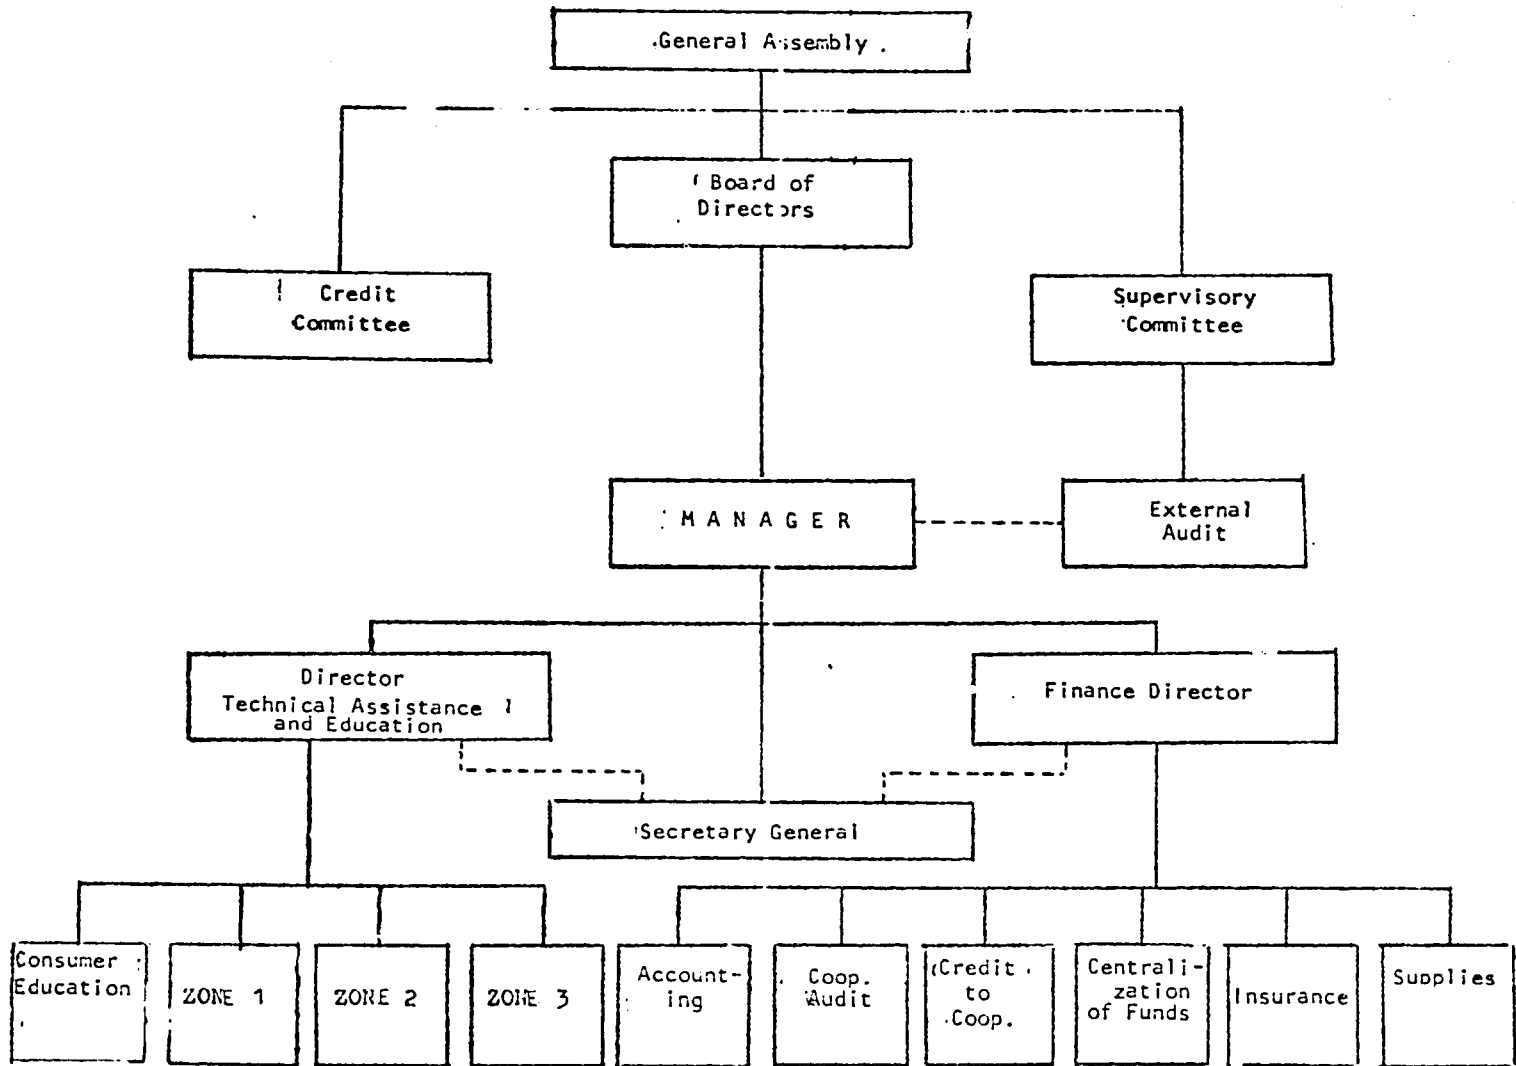 General Assembly
Board of
Directors
Credit
Committee
Supervisory
Committee
MANAGER
External
Audit
Director
Technical Assistance
and Education
Finance Director
Secretary General
Consumer
Education
ZONE 1
ZONE 2
ZONE 3
Account-
ing
Coop.
Audit
Credit
to
Coop.
Centrali-
zation
of Funds
Insurance
Supplies